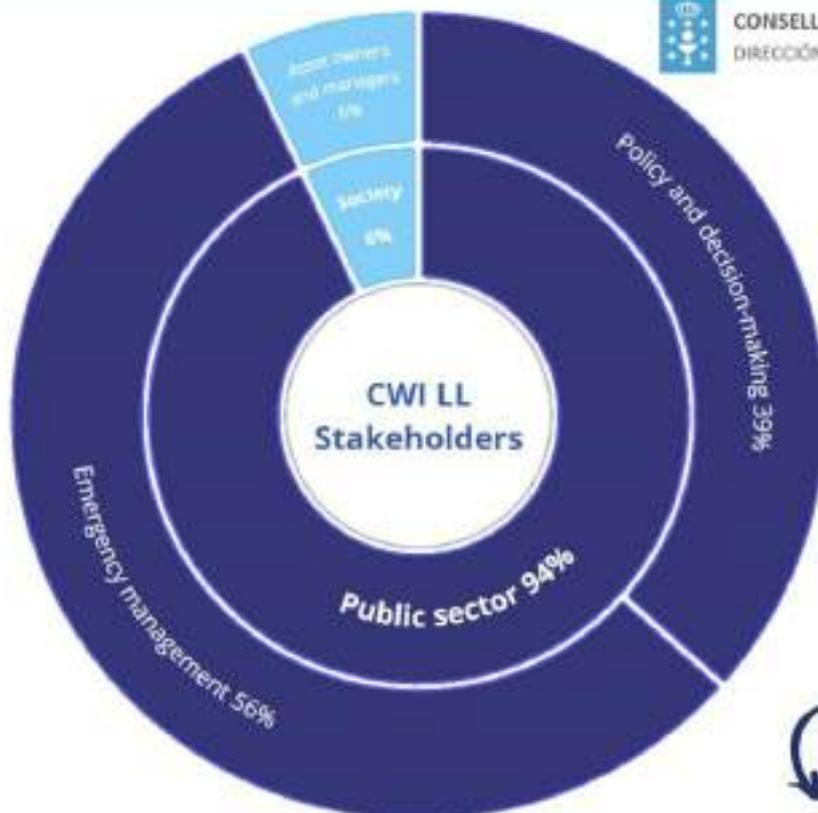 CONSELL
DIRECCIÓN
Asset owners
and managers
6%
Society
6%
Policy and decision-making 39%
CWI LL
Stakeholders
Public sector 94%
Emergency management 56%